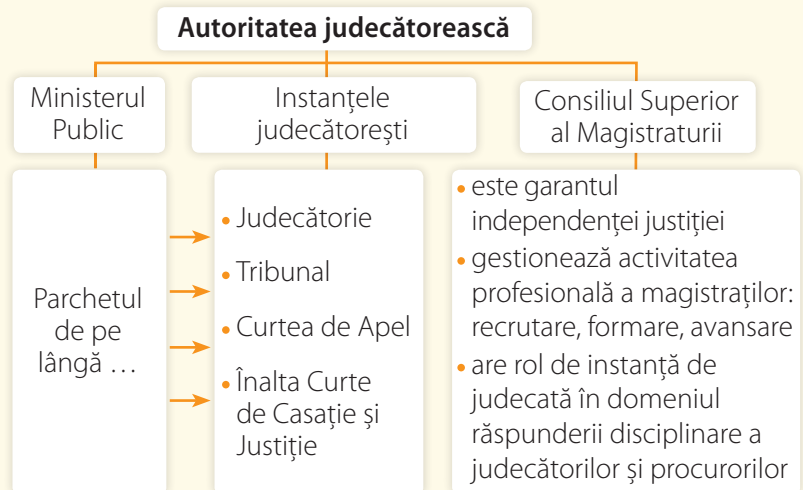 Autoritatea judecătorească
Ministerul
Public
Instanțele
judecătorești
Consiliul Superior
al Magistraturii
Parchetul
de pe
lângă …
• Judecătorie
• Tribunal
• Curtea de Apel
• Înalta Curte
de Casație și
Justiție
• este garantul
independenței justiției
• gestionează activitatea
profesională a magistraților:
recrutare, formare, avansare
• are rol de instanță de
judecată în domeniul
răspunderii disciplinare a
judecătorilor și procurorilor